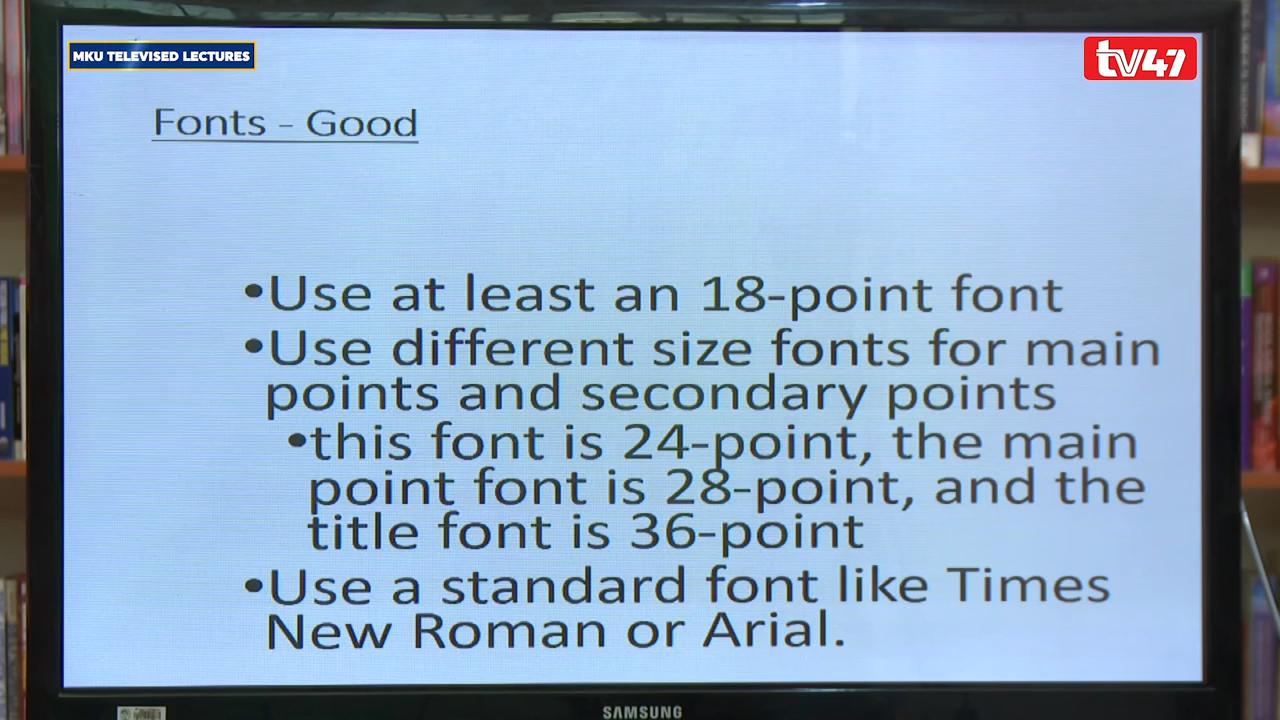 MKU TELEVISED LECTURES
tv47
Fonts - Good
•Use at least an 18-point font
•Use different size fonts for main
points and secondary points
•this font is 24-point, the main
point font is 28-point, and the
title font is 36-point
•Use a standard font like Times
New Roman or Arial.
SAMSUNG